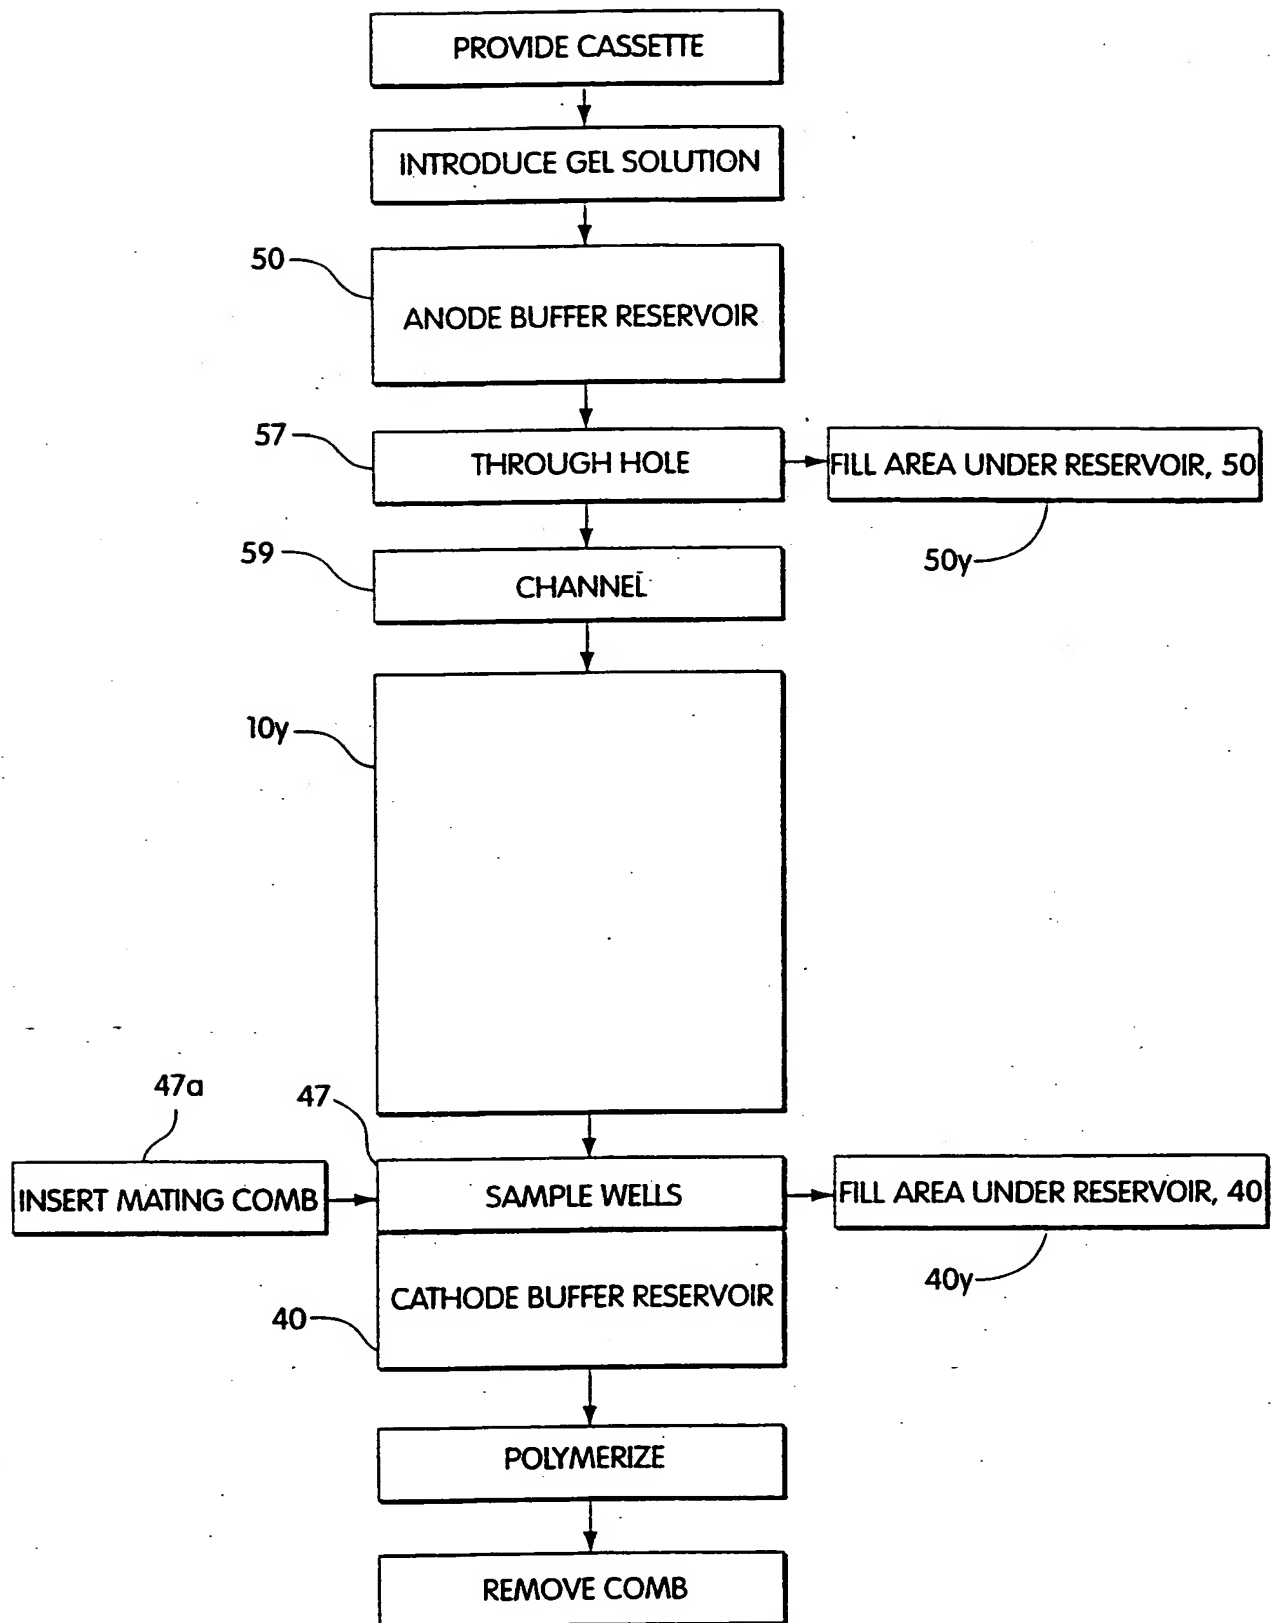 PROVIDE CASSETTE
INTRODUCE GEL SOLUTION
50
ANODE BUFFER RESERVOIR
57
THROUGH HOLE
FILL AREA UNDER RESERVOIR, 50
50y
59
CHANNEL
10y
47a
47
INSERT MATING COMB
SAMPLE WELLS
FILL AREA UNDER RESERVOIR, 40
40y
CATHODE BUFFER RESERVOIR
40
POLYMERIZE
REMOVE COMB